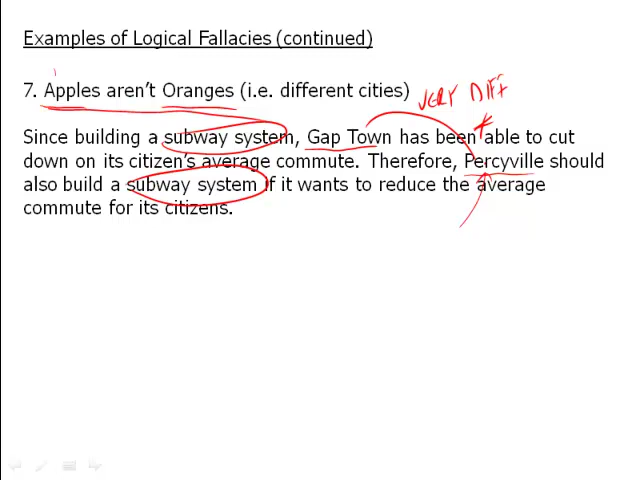 Examples of Logical Fallacies (continued)
7. Apples aren't Oranges (i.e. different cities)
VERY DIFF
Since building a subway system, Gap Town has been able to cut
down on its citizen's average commute. Therefore, Percyville should
also build a subway system if it wants to reduce the average
commute for its citizens.